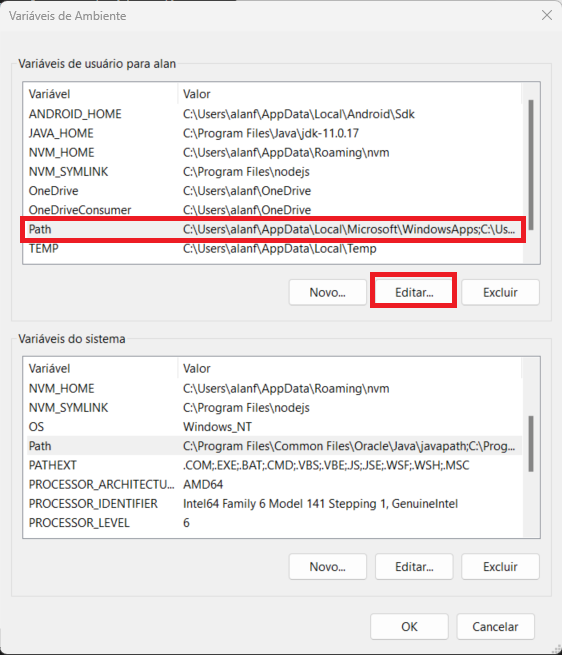 Variáveis de Ambiente
Variáveis de usuário para alan
Variável Valor
ANDROID_HOME C:\Users\alanf\AppData\Local\Android\Sdk
JAVA_HOME C:\Program Files\Java\jdk-11.0.17
NVM_HOME C:\Users\alanf\AppData\Roaming\nvm
NVM_SYMLINK C:\Program Files\nodejs
OneDrive C:\Users\alanf\OneDrive
OneDriveConsumer C:\Users\alanf\OneDrive
Path C:\Users\alanf\AppData\Local\Microsoft\WindowsApps;C:\Us...
TEMP C:\Users\alanf\AppData\Local\Temp
Novo... Editar... Excluir
Variáveis do sistema
Variável Valor
NVM_HOME C:\Users\alanf\AppData\Roaming\nvm
NVM_SYMLINK C:\Program Files\nodejs
OS Windows_NT
Path C:\Program Files\Common Files\Oracle\Java\javapath;C:\Prog...
PATHEXT .COM;.EXE;.BAT;.CMD;.VBS;.VBE;.JS;.JSE;.WSF;.WSH;.MSC
PROCESSOR_ARCHITECTU... AMD64
PROCESSOR_IDENTIFIER Intel64 Family 6 Model 141 Stepping 1, GenuineIntel
PROCESSOR_LEVEL 6
Novo... Editar... Excluir
OK Cancelar